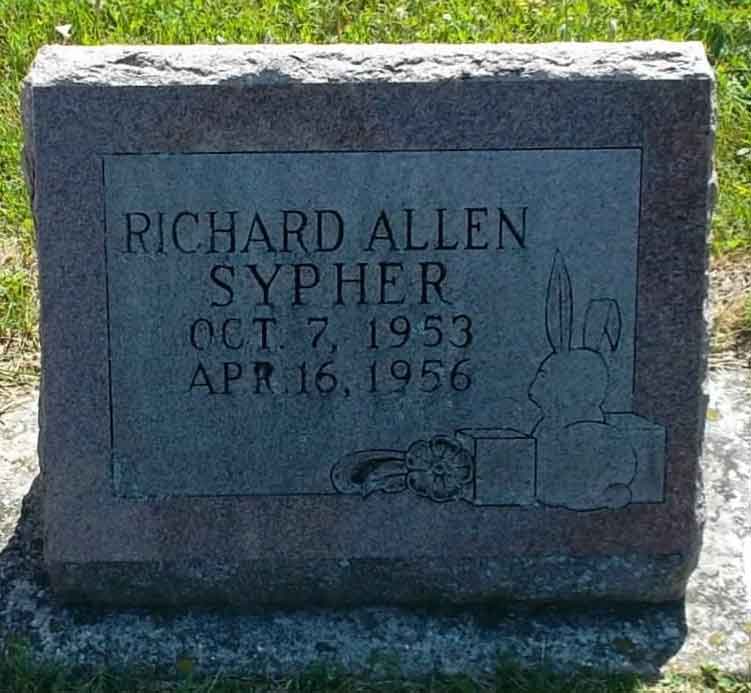 RICHARD ALLEN
SYPHER
OCT. 7, 1953
APR. 16, 1956